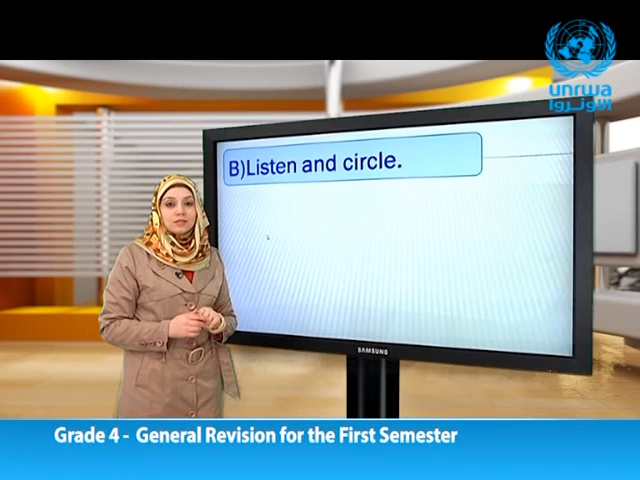 unrwa
الأونروا
B)Listen and circle.
SAMSUNG
Grade 4 - General Revision for the First Semester